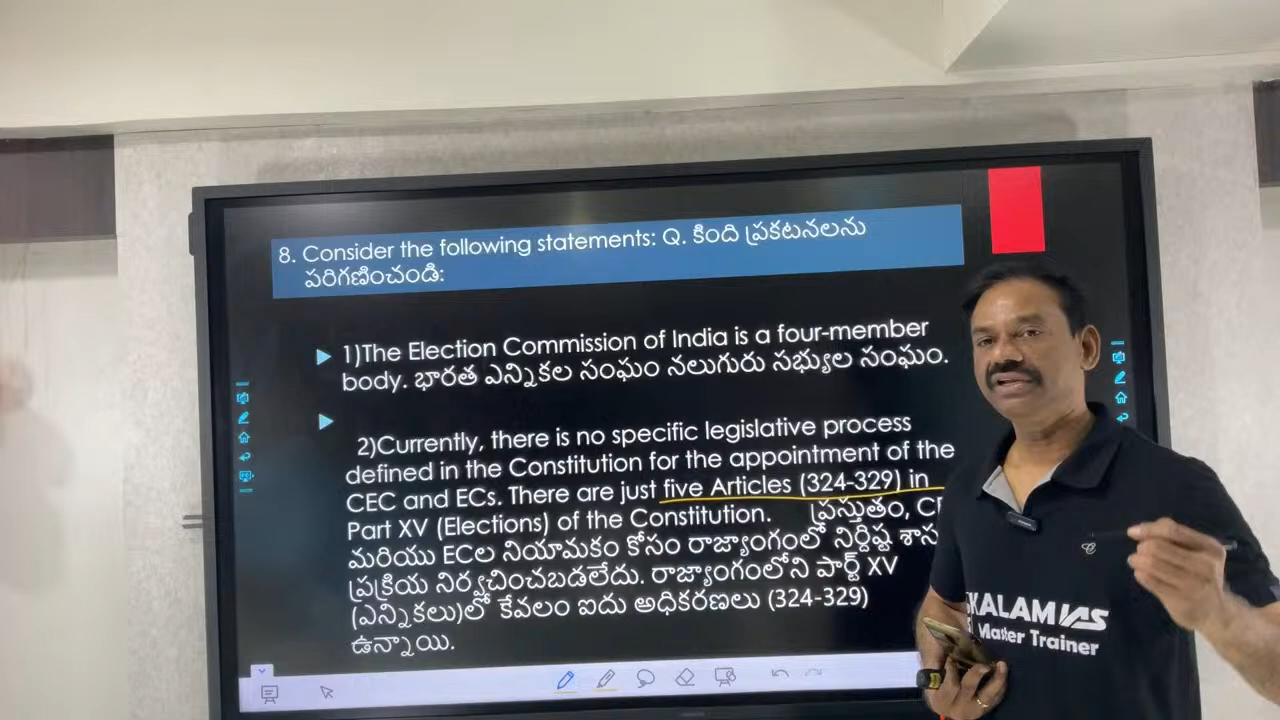 8. Consider the following statements: Q. కింది ప్రకటనలను
పరిగణించండి:
1)The Election Commission of India is a four-member
body. భారత ఎన్నికల సంఘం నలుగురు సభ్యుల సంఘం.
2)Currently, there is no specific legislative process
defined in the Constitution for the appointment of the
CEC and ECs. There are just five Articles (324-329) in
Part XV (Elections) of the Constitution. ప్రస్తుతం,
మరియు ECల నియామకం కోసం రాజ్యాంగంలో నిర్దిష్ట
ప్రక్రియ నిర్వచించబడలేదు. రాజ్యాంగంలోని పార్ట్ XV
(ఎన్నికలు)లో కేవలం ఐదు అధికరణలు (324-329)
ఉన్నాయి.
KALAM IAS
Master Trainer